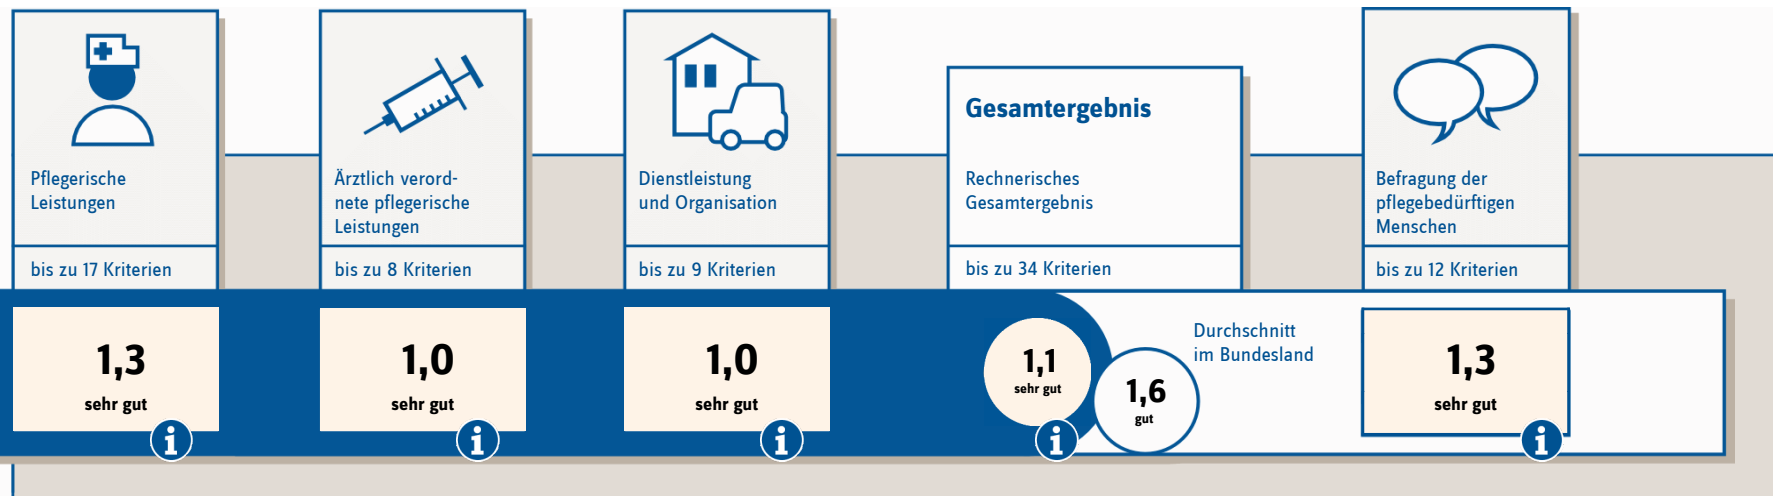 Pflegerische
Leistungen
bis zu 17 Kriterien
1,3
sehr gut
i
Ärztlich verord-
nete pflegerische
Leistungen
bis zu 8 Kriterien
1,0
sehr gut
i
Dienstleistung
und Organisation
bis zu 9 Kriterien
1,0
sehr gut
i
Gesamtergebnis
Rechnerisches
Gesamtergebnis
bis zu 34 Kriterien
1,1
sehr gut
i
1,6
gut
Durchschnitt
im Bundesland
Befragung der
pflegebedürftigen
Menschen
bis zu 12 Kriterien
1,3
sehr gut
i